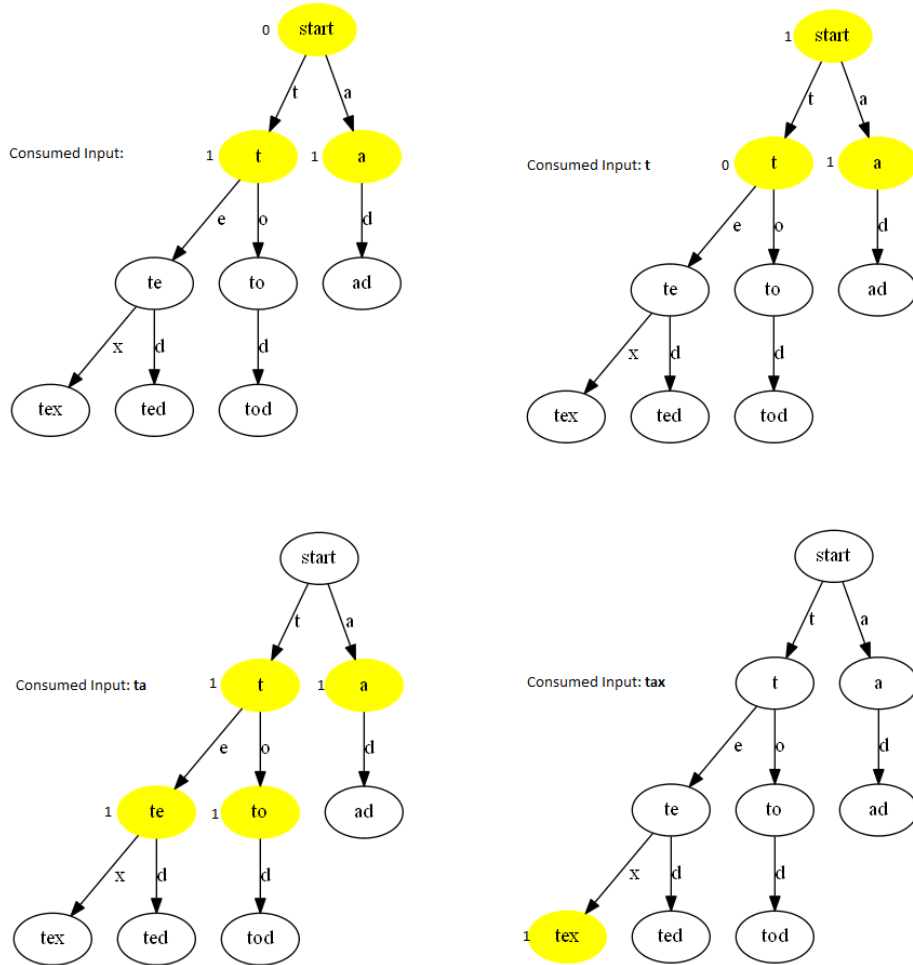 0 start
t a
Consumed Input: 1 t 1 a
e o d
te to ad
x d d
tex ted tod
1 start
t a
Consumed Input: t 0 t 1 a
e o d
te to ad
x d d
tex ted tod
start
t a
Consumed Input: ta 1 t 1 a
e o d
1 te 1 to ad
x d d
tex ted tod
start
t a
Consumed Input: tax t a
e o d
te to ad
x d d
1 tex ted tod